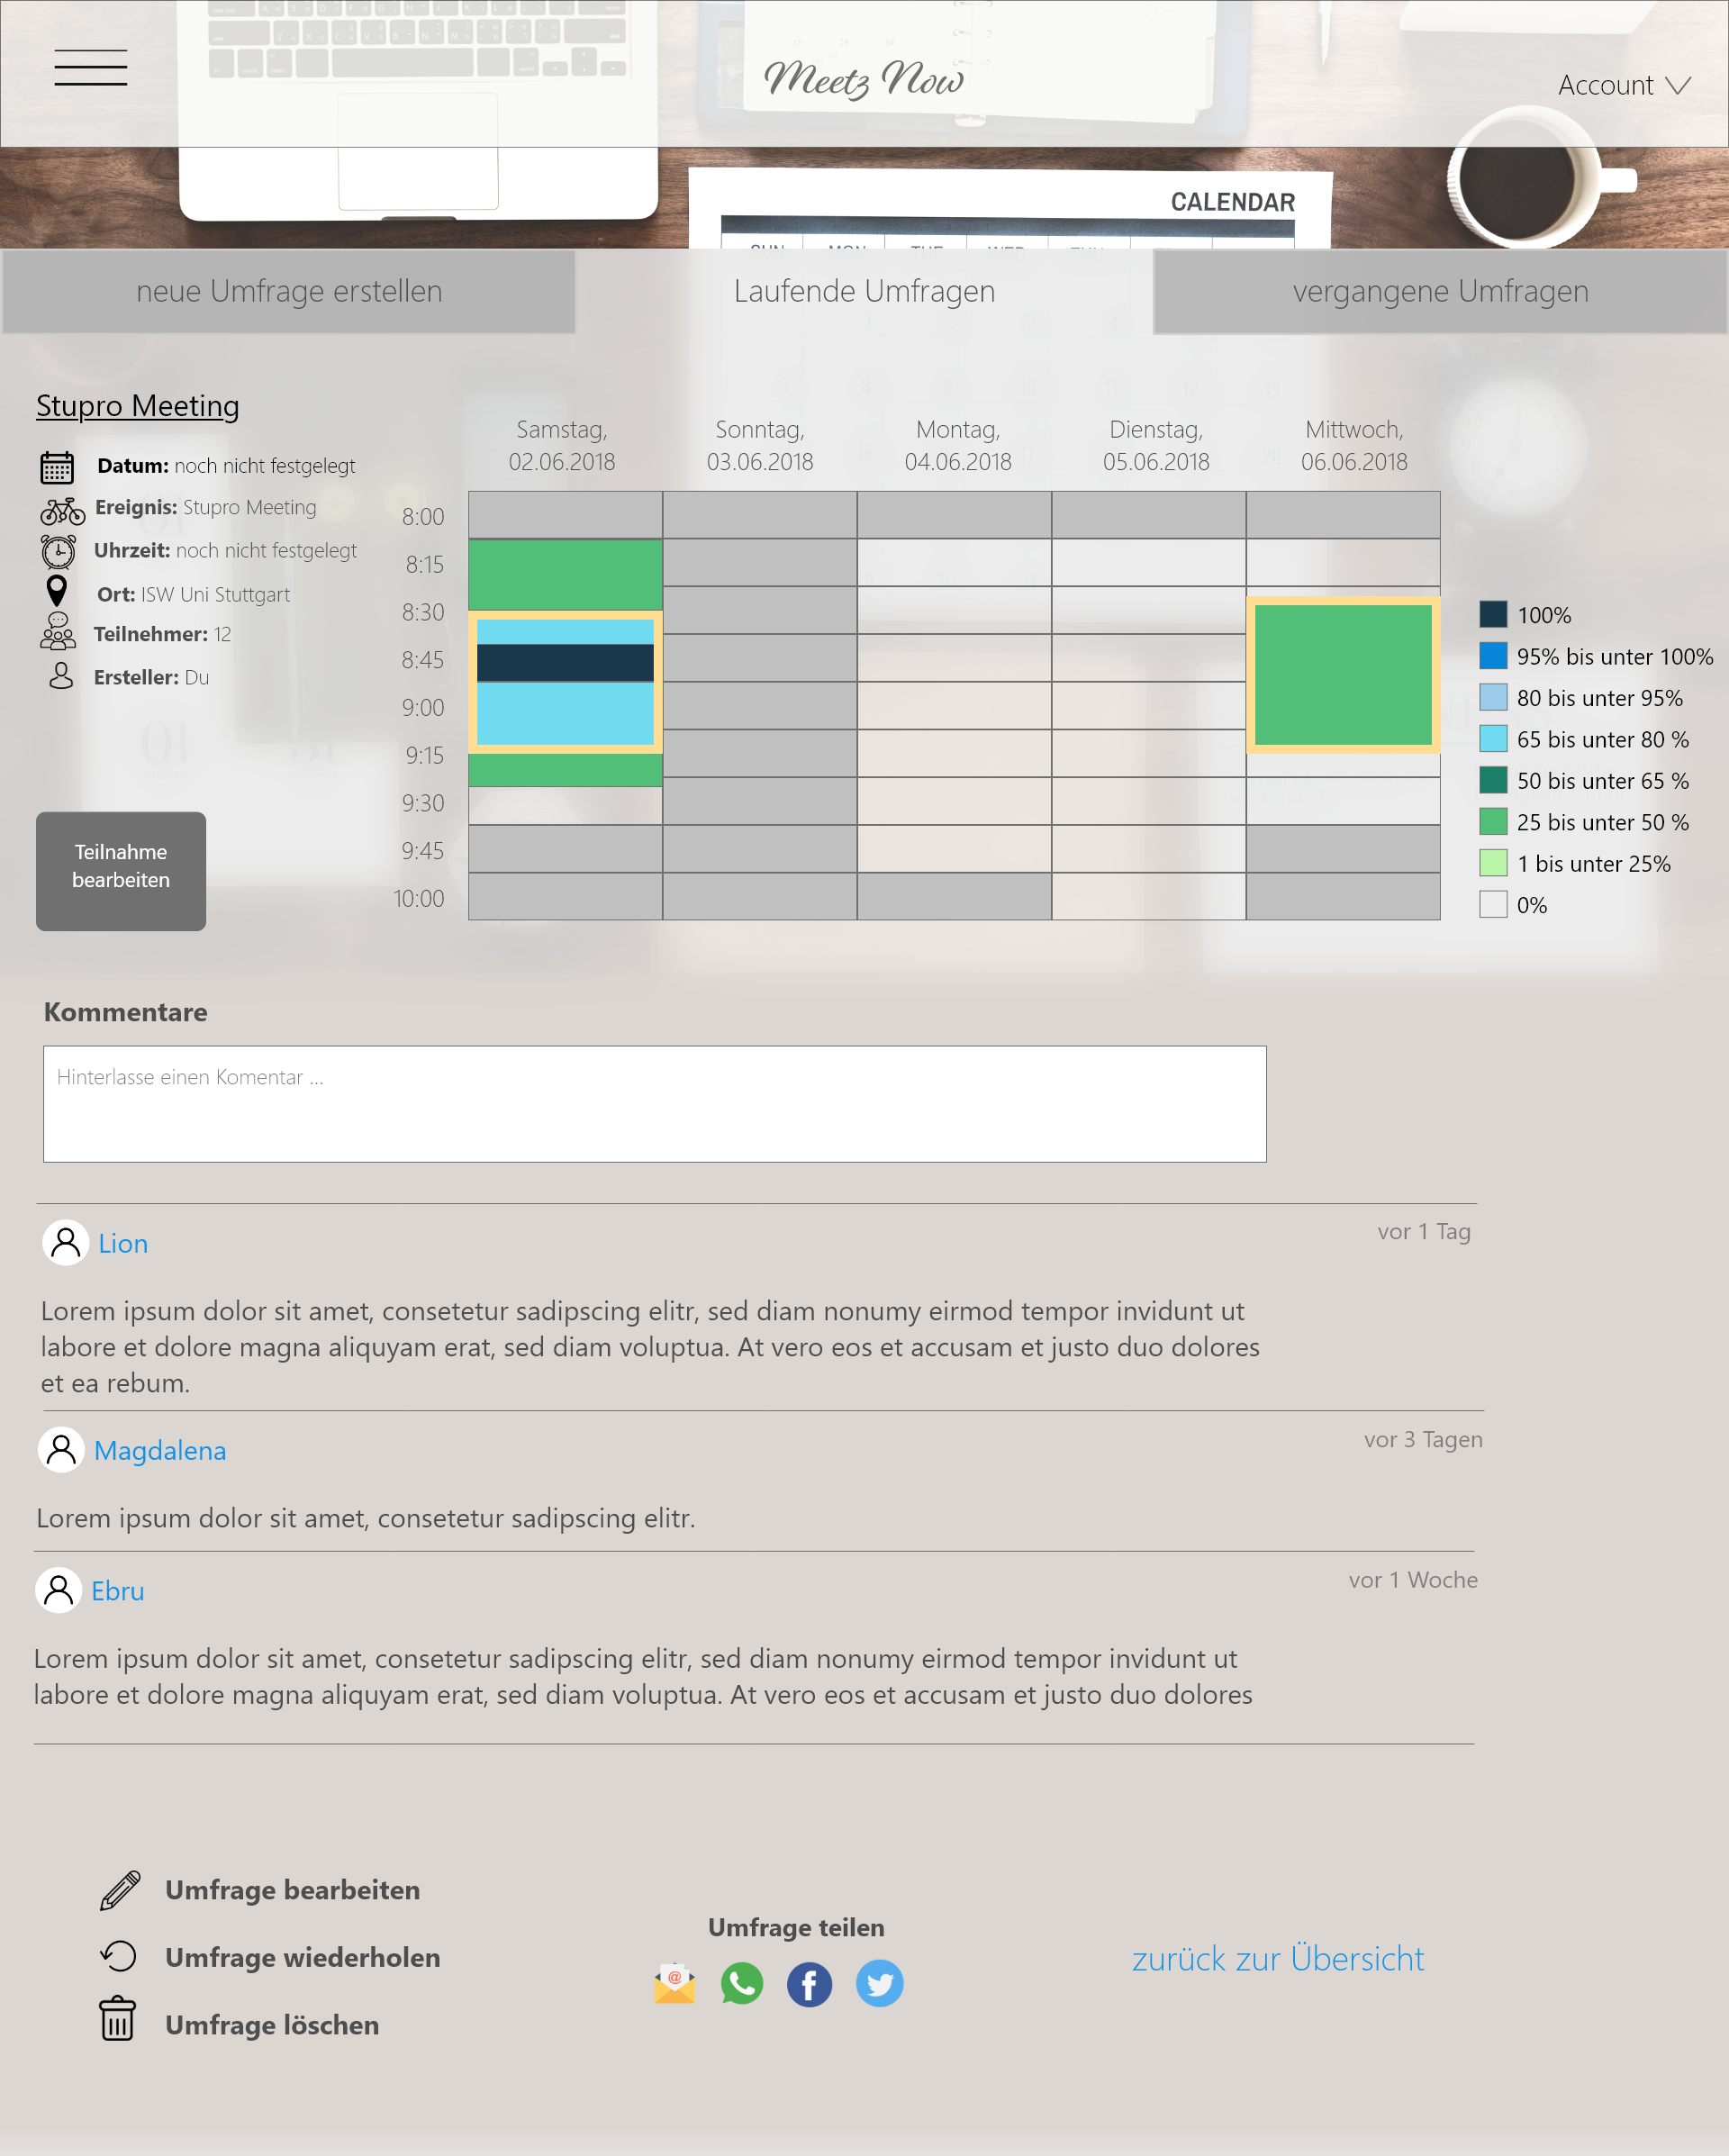 Meetz Now
Account
CALENDAR
SUN MON TUE WED THU
neue Umfrage erstellen
Laufende Umfragen
vergangene Umfragen
Stupro Meeting
Datum: noch nicht festgelegt
Ereignis: Stupro Meeting
Uhrzeit: noch nicht festgelegt
Ort: ISW Uni Stuttgart
Teilnehmer: 12
Ersteller: Du
Teilnahme
bearbeiten
Samstag,
02.06.2018
Sonntag,
03.06.2018
Montag,
04.06.2018
Dienstag,
05.06.2018
Mittwoch,
06.06.2018
8:00
8:15
8:30
8:45
9:00
9:15
9:30
9:45
10:00
100%
95% bis unter 100%
80 bis unter 95%
65 bis unter 80 %
50 bis unter 65 %
25 bis unter 50 %
1 bis unter 25%
0%
Kommentare
Hinterlasse einen Komentar ...
Lion
vor 1 Tag
Lorem ipsum dolor sit amet, consetetur sadipscing elitr, sed diam nonumy eirmod tempor invidunt ut
labore et dolore magna aliquyam erat, sed diam voluptua. At vero eos et accusam et justo duo dolores
et ea rebum.
Magdalena
vor 3 Tagen
Lorem ipsum dolor sit amet, consetetur sadipscing elitr.
Ebru
vor 1 Woche
Lorem ipsum dolor sit amet, consetetur sadipscing elitr, sed diam nonumy eirmod tempor invidunt ut
labore et dolore magna aliquyam erat, sed diam voluptua. At vero eos et accusam et justo duo dolores
Umfrage bearbeiten
Umfrage wiederholen
Umfrage löschen
Umfrage teilen
zurück zur Übersicht